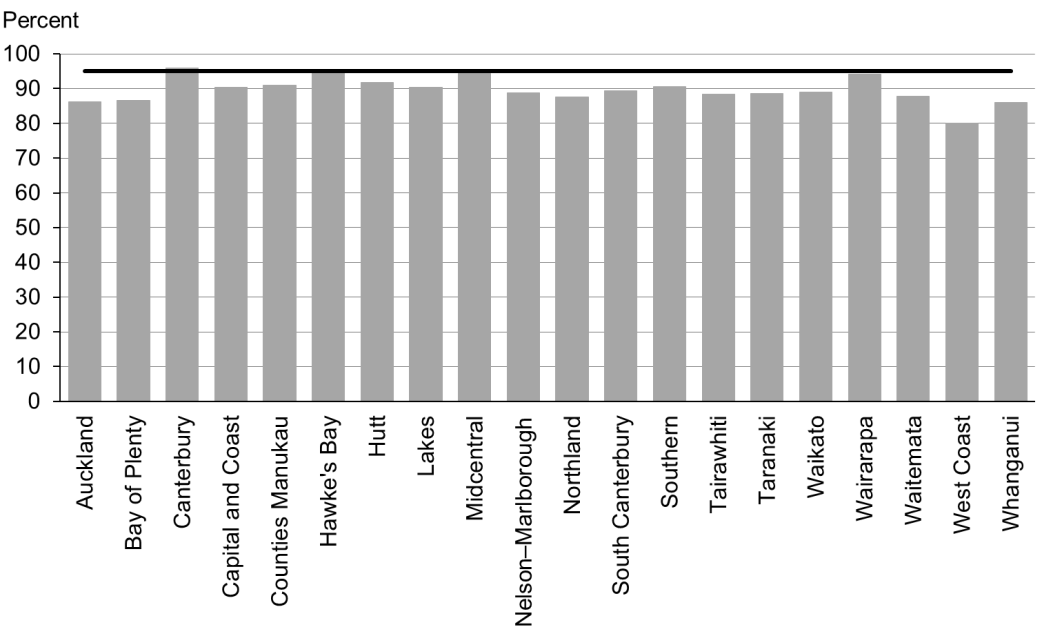 Percent
100
90
80
70
60
50
40
30
20
10
0
Auckland
Bay of Plenty
Canterbury
Capital and Coast
Counties Manukau
Hawke's Bay
Hutt
Lakes
Midcentral
Nelson–Marlborough
Northland
South Canterbury
Southern
Tairawhiti
Taranaki
Waikato
Wairarapa
Waitemata
West Coast
Whanganui